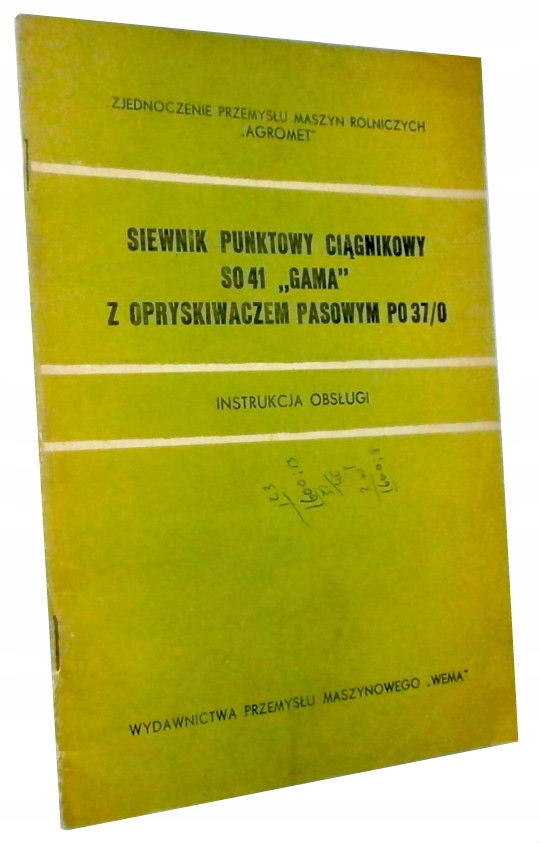 ZJEDNOCZENIE PRZEMYSŁU MASZYN ROLNICZYCH
„AGROMET"
SIEWNIK PUNKTOWY CIĄGNIKOWY
SO 41 „GAMA"
Z OPRYSKIWACZEM PASOWYM PO 37/0
INSTRUKCJA OBSŁUGI
WYDAWNICTWA PRZEMYSŁU MASZYNOWEGO „WEMA"